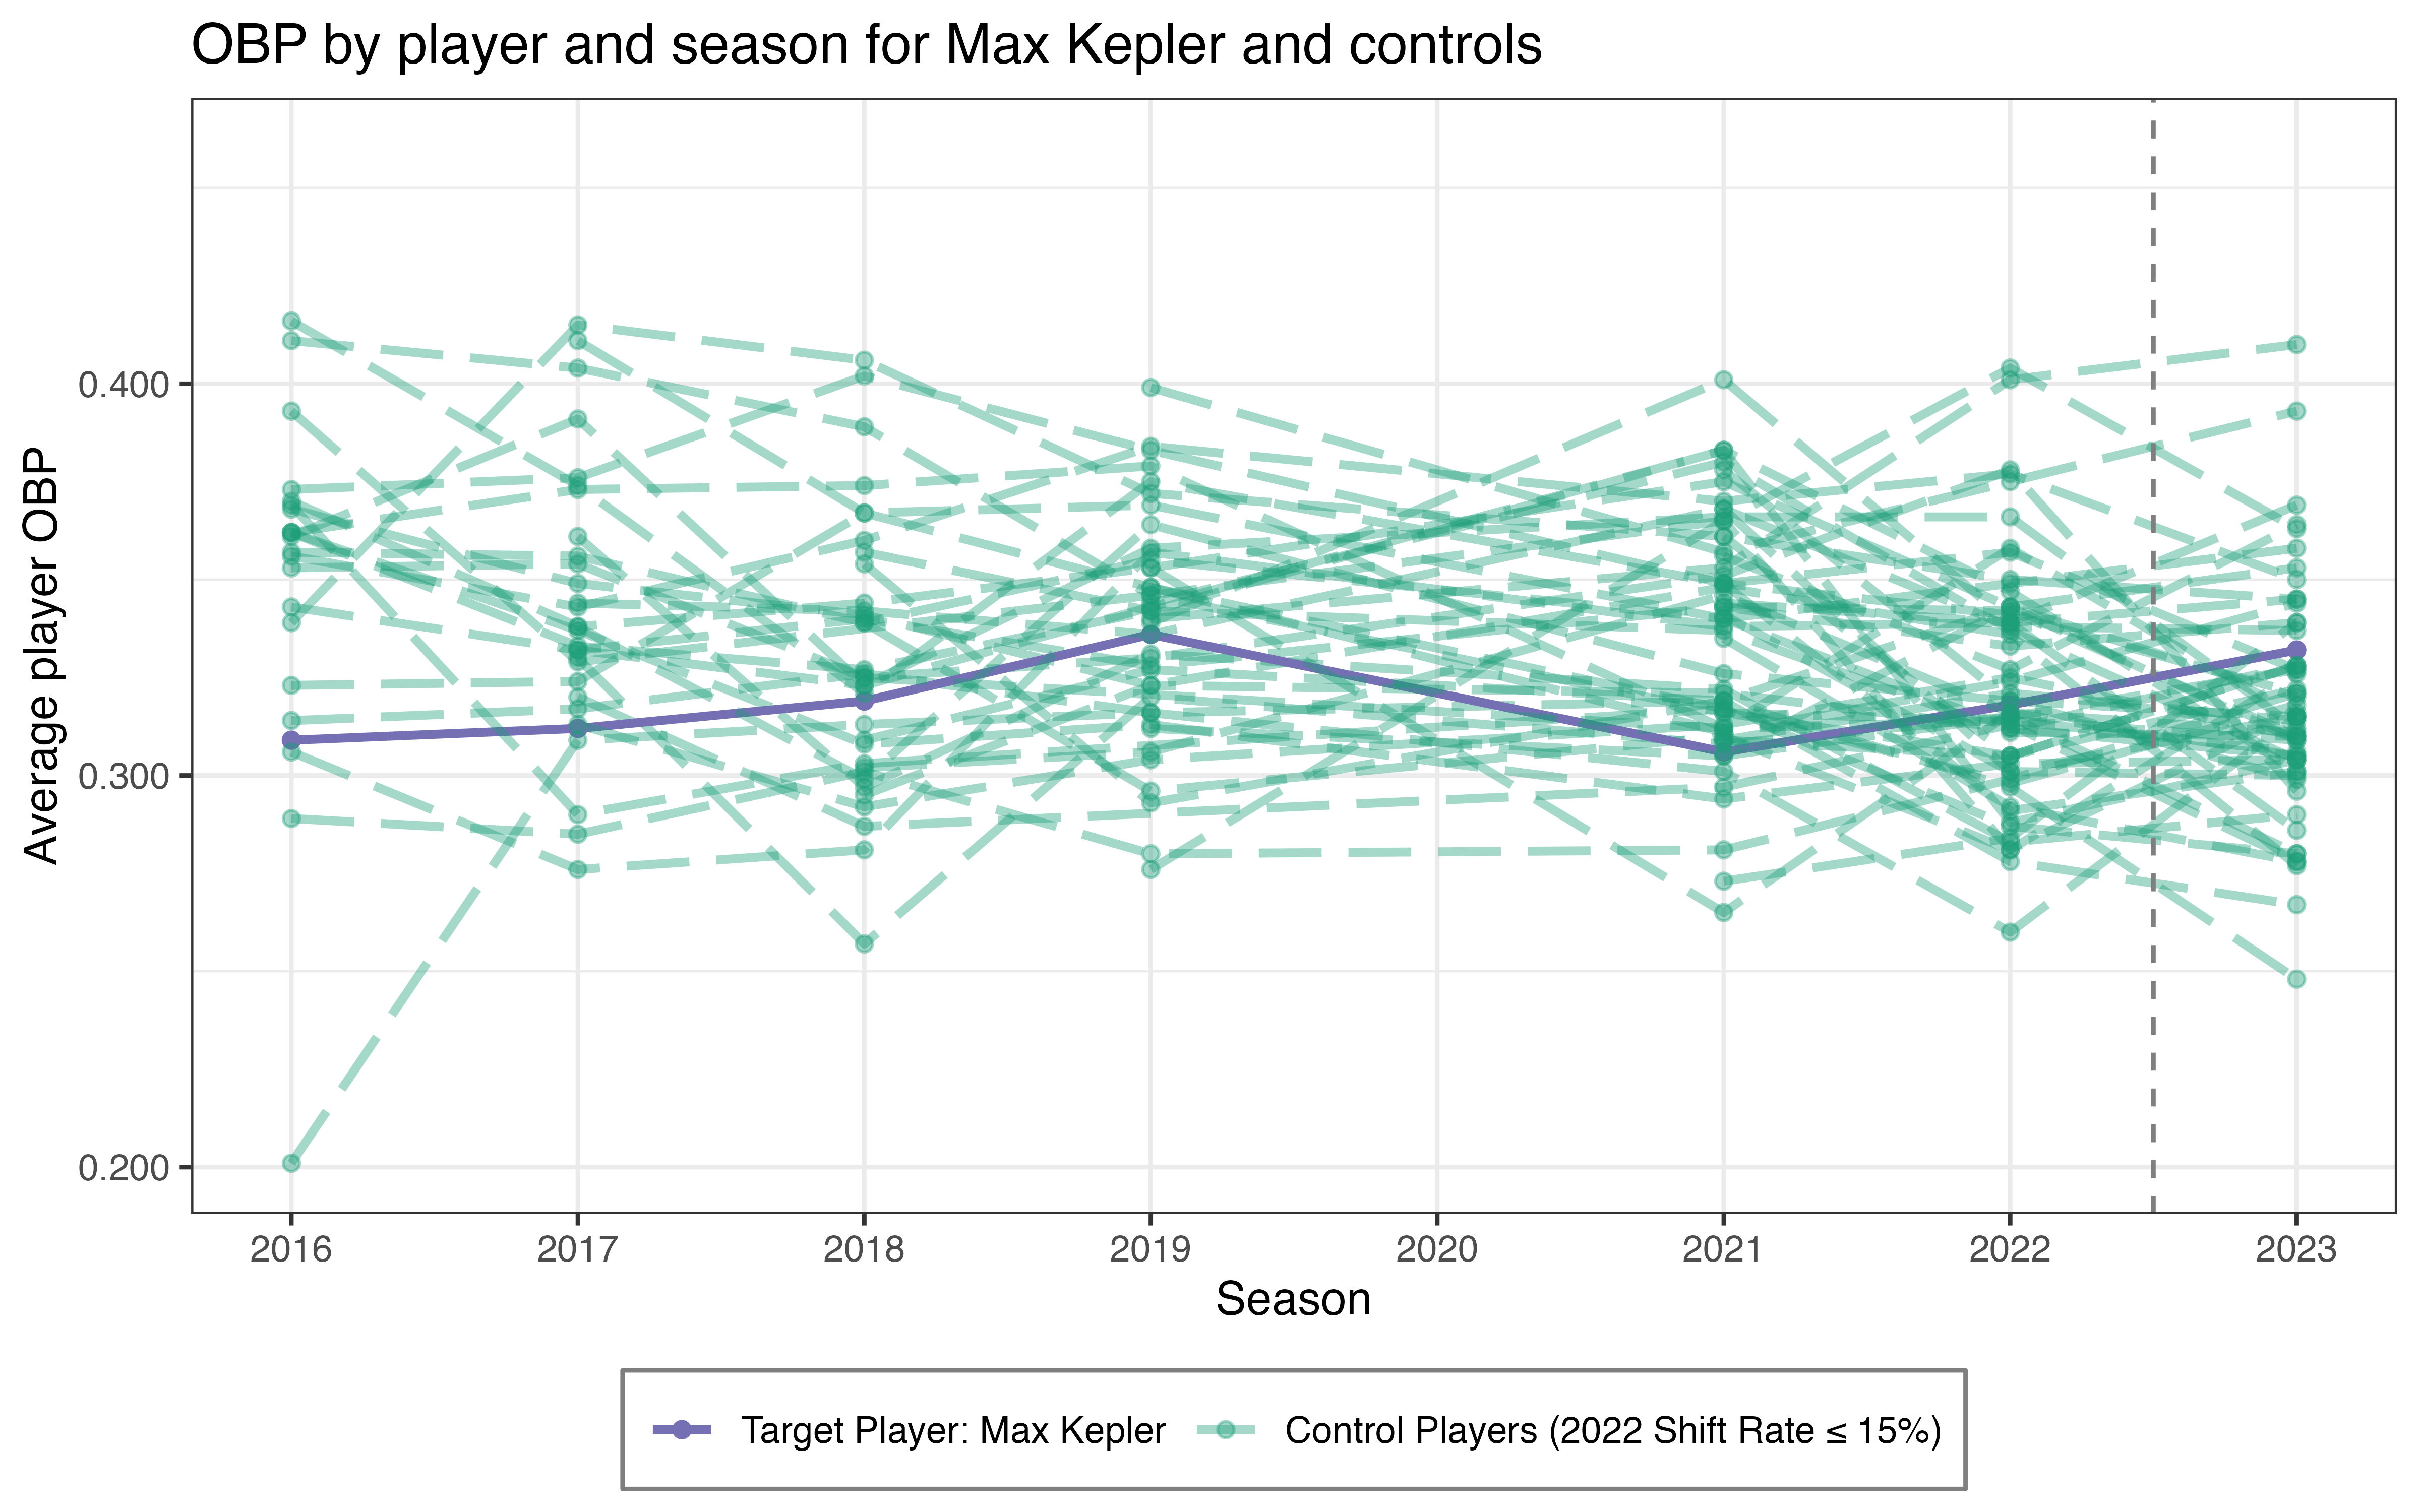 OBP by player and season for Max Kepler and controls
Average player OBP
0.400
0.300
0.200
2016 2017 2018 2019 2020 2021 2022 2023
Season
Target Player: Max Kepler Control Players (2022 Shift Rate ≤ 15%)